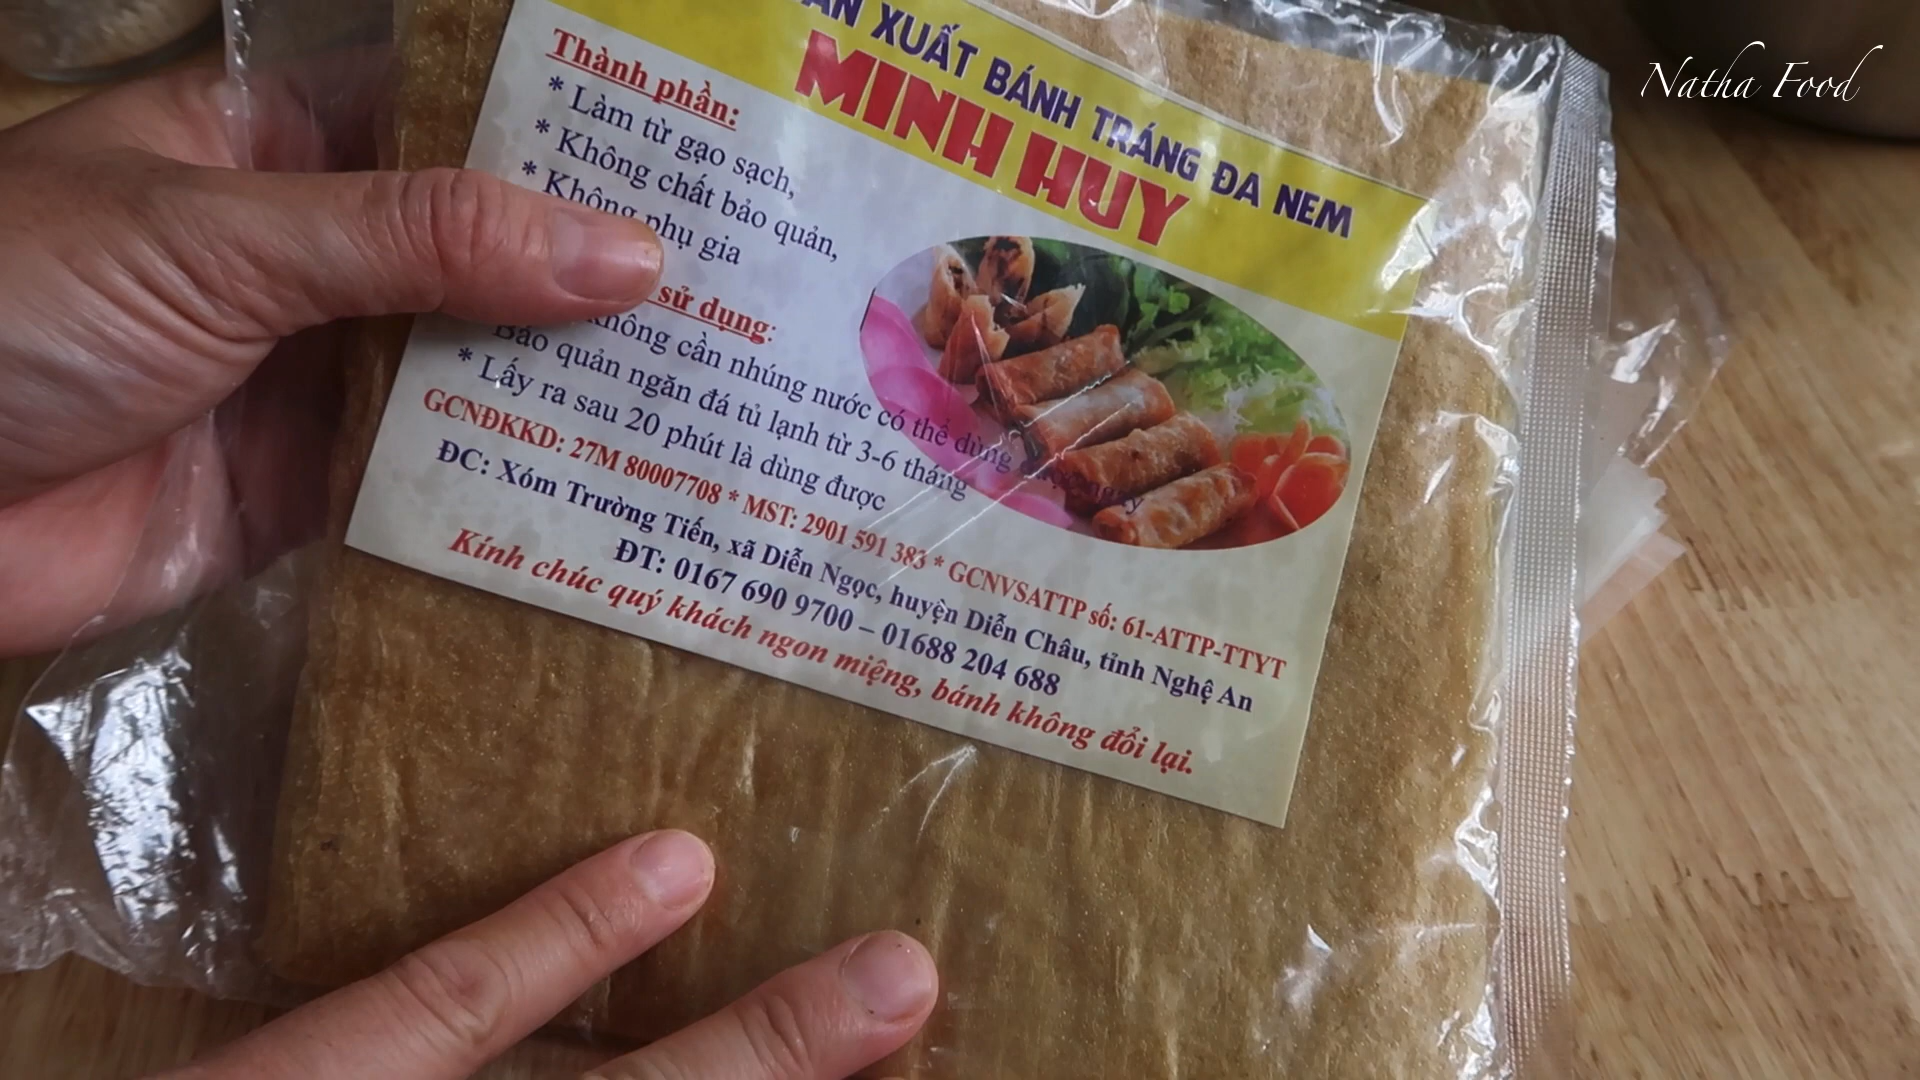 Natha Food
XUẤT BÁNH TRÁNG ĐA NEM
MINH HUY
Thành phần:
* Làm từ gạo sạch,
* Không chất bảo quản,
* Không phụ gia
sử dụng:
không cần nhúng nước có thể dùng
Bảo quản ngăn đá tủ lạnh từ 3-6 tháng
* Lấy ra sau 20 phút là dùng được
GCNĐKKD: 27M 80007708 * MST: 2901 591 383 * GCNVSATTP số: 61-ATTP-TTYT
ĐC: Xóm Trường Tiến, xã Diễn Ngọc, huyện Diễn Châu, tỉnh Nghệ An
ĐT: 0167 690 9700 – 01688 204 688
Kính chúc quý khách ngon miệng, bánh không đổi lại.